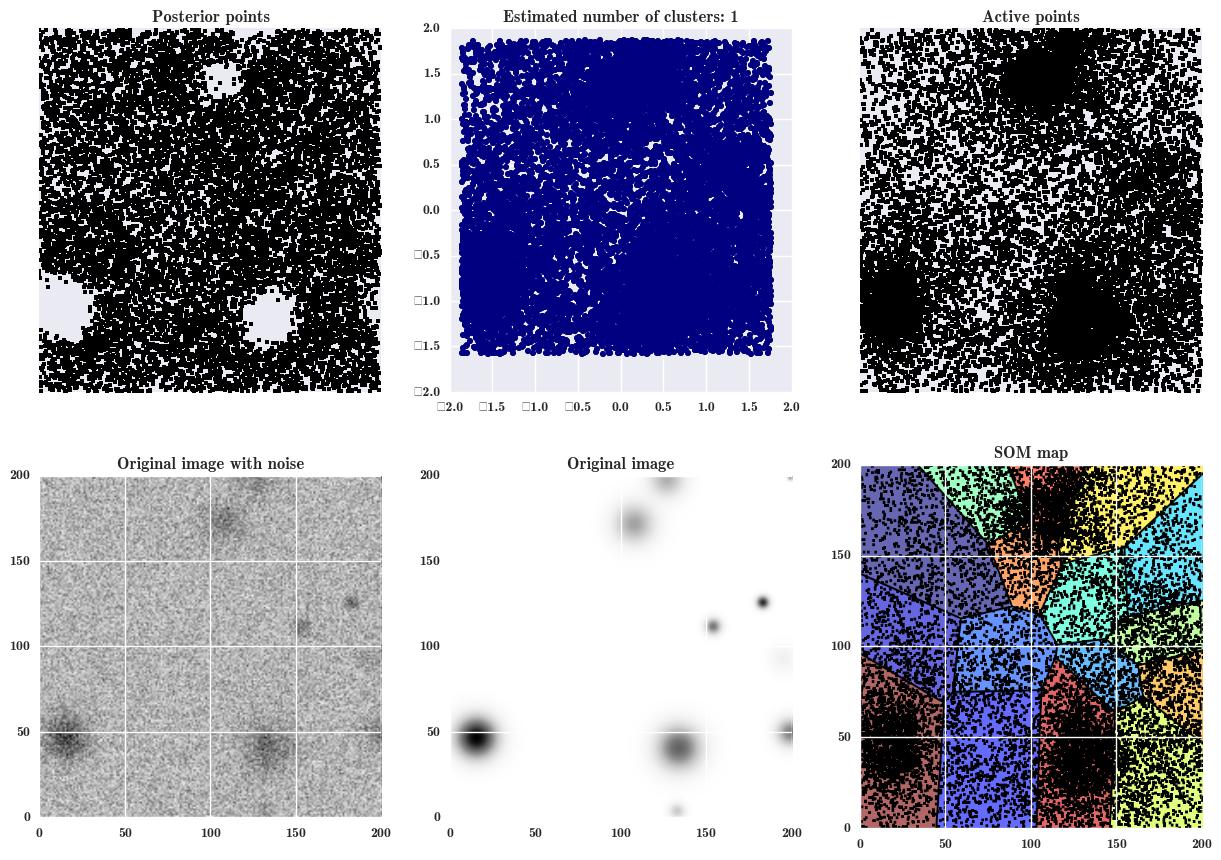 Posterior points
Estimated number of clusters: 1
Active points
2.0
1.5
1.0
0.5
0.0
□0.5
□1.0
□1.5
□2.0
□2.0 □1.5 □1.0 □0.5 0.0 0.5 1.0 1.5 2.0
Original image with noise
Original image
SOM map
200
150
100
50
0
0 50 100 150 200
200
150
100
50
0
0 50 100 150 200
200
150
100
50
0
0 50 100 150 200